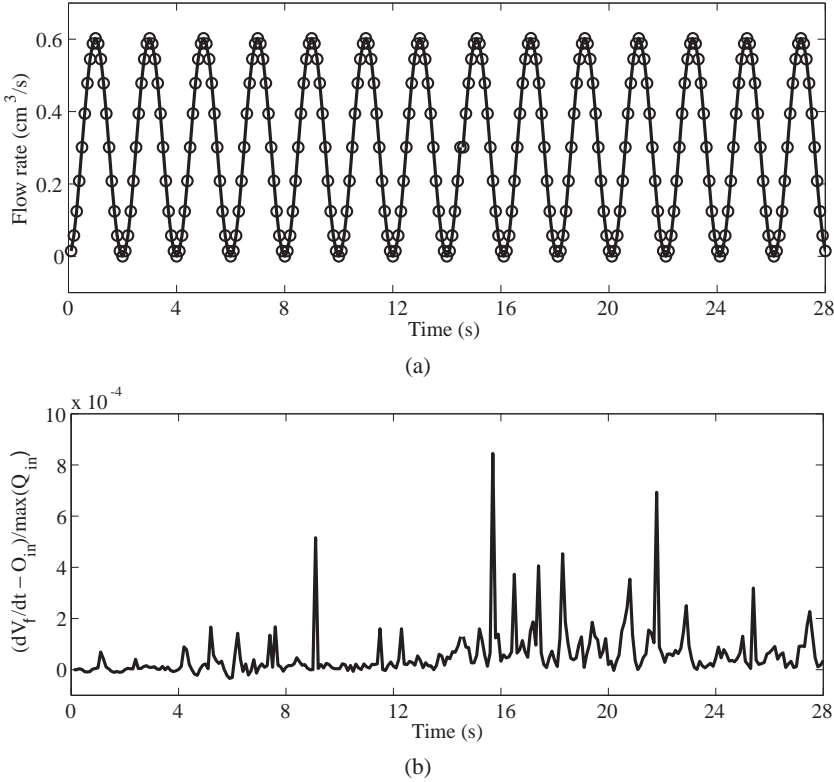 0.6
0.4
0.2
0
Flow rate (cm³/s)
0 4 8 12 16 20 24 28
Time (s)
(a)
x 10⁻⁴
10
8
6
4
2
0
(dV_f/dt − O_in)/max(Q_in)
0 4 8 12 16 20 24 28
Time (s)
(b)